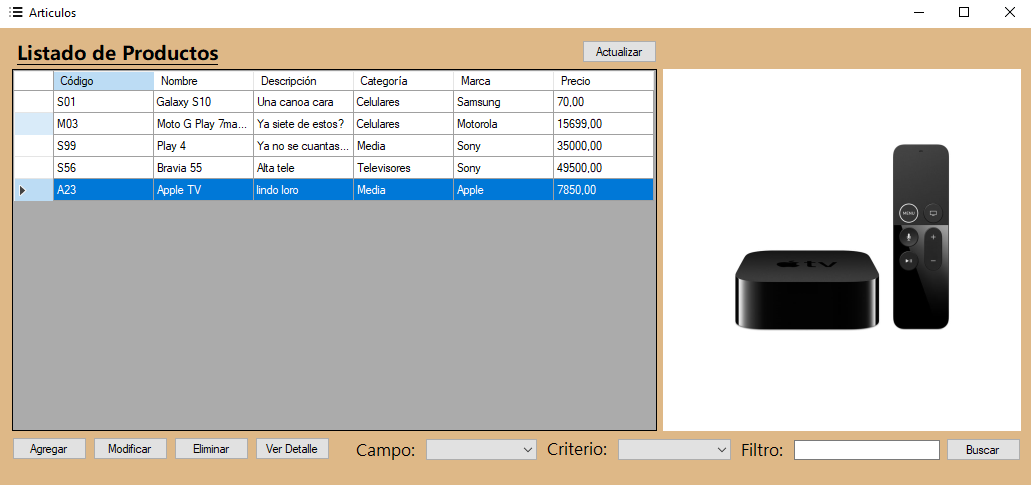 Articulos
Listado de Productos
Actualizar
Código Nombre Descripción Categoría Marca Precio
S01 Galaxy S10 Una canoa cara Celulares Samsung 70,00
M03 Moto G Play 7ma... Ya siete de estos? Celulares Motorola 15699,00
S99 Play 4 Ya no se cuantas... Media Sony 35000,00
S56 Bravia 55 Alta tele Televisores Sony 49500,00
A23 Apple TV lindo loro Media Apple 7850,00
MENU
tv
Agregar Modificar Eliminar Ver Detalle Campo: Criterio: Filtro: Buscar